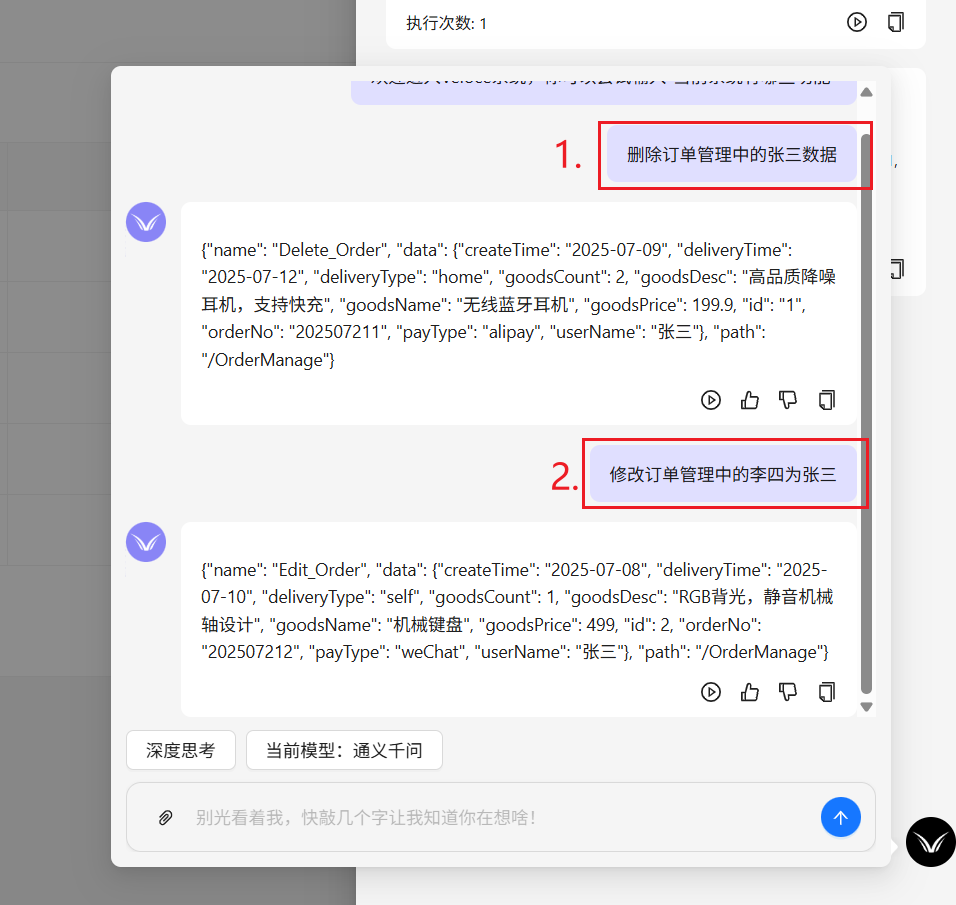 执行次数: 1
1.
删除订单管理中的张三数据
{"name": "Delete_Order", "data": {"createTime": "2025-07-09", "deliveryTime":
"2025-07-12", "deliveryType": "home", "goodsCount": 2, "goodsDesc": "高品质降噪
耳机，支持快充", "goodsName": "无线蓝牙耳机", "goodsPrice": 199.9, "id": "1",
"orderNo": "202507211", "payType": "alipay", "userName": "张三"}, "path":
"/OrderManage"}
2.
修改订单管理中的李四为张三
{"name": "Edit_Order", "data": {"createTime": "2025-07-08", "deliveryTime": "2025-
07-10", "deliveryType": "self", "goodsCount": 1, "goodsDesc": "RGB背光，静音机械
轴设计", "goodsName": "机械键盘", "goodsPrice": 499, "id": 2, "orderNo":
"202507212", "payType": "weChat", "userName": "张三"}, "path": "/OrderManage"}
深度思考
当前模型：通义千问
别光看着我，快敲几个字让我知道你在想啥！